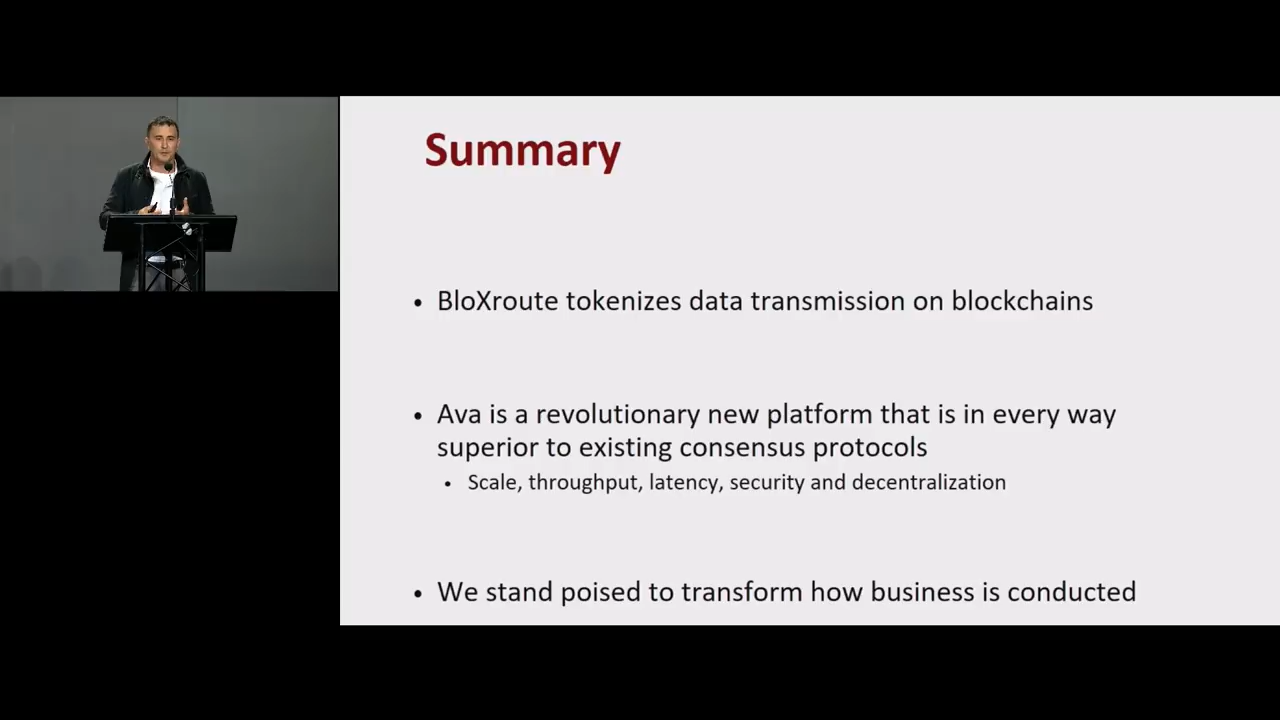 Summary
• BloXroute tokenizes data transmission on blockchains
• Ava is a revolutionary new platform that is in every way
superior to existing consensus protocols
• Scale, throughput, latency, security and decentralization
• We stand poised to transform how business is conducted